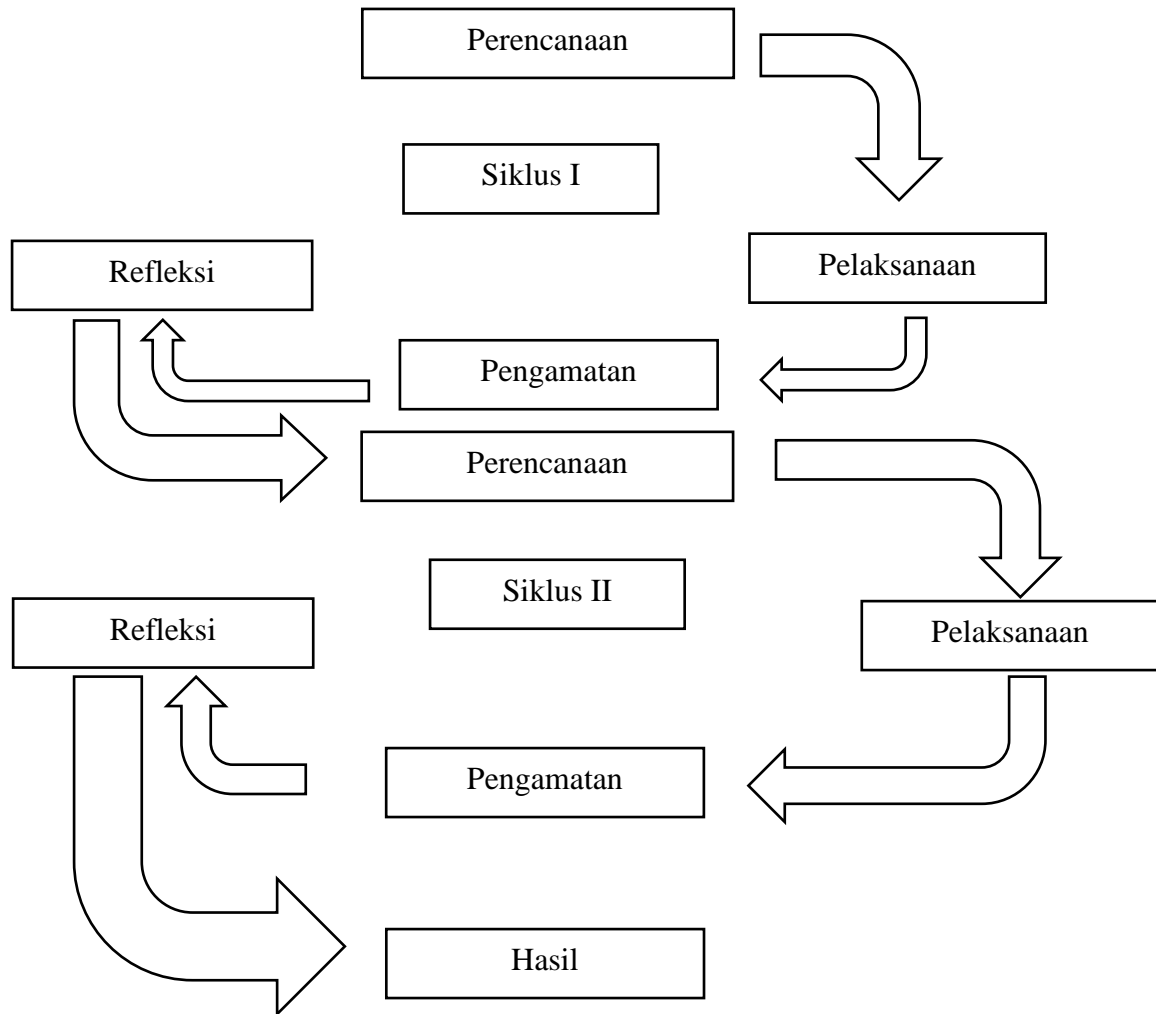 Perencanaan
Siklus I
Refleksi
Pelaksanaan
Pengamatan
Perencanaan
Siklus II
Refleksi
Pelaksanaan
Pengamatan
Hasil